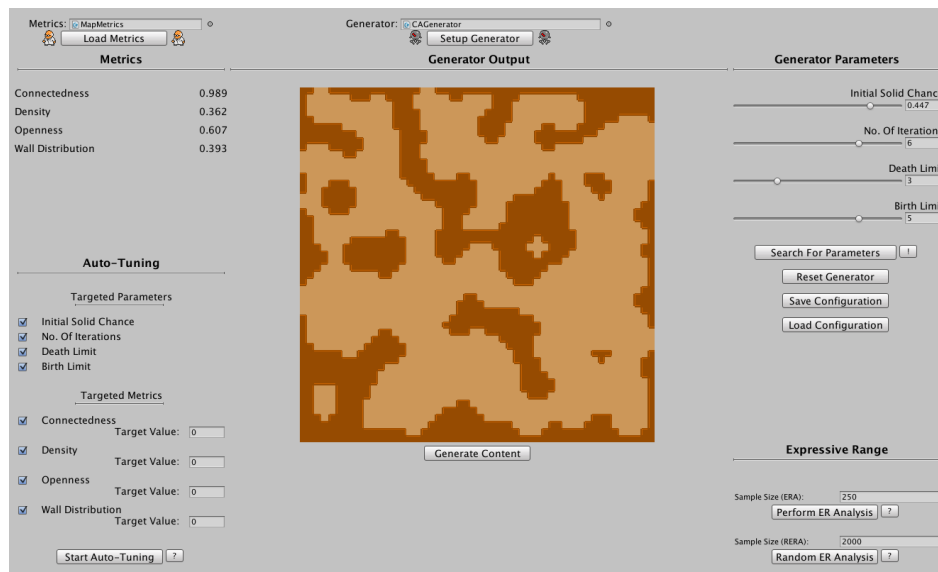 Metrics: MapMetrics
Load Metrics
Generator: CAGenerator
Setup Generator
Metrics
Connectedness 0.989
Density 0.362
Openness 0.607
Wall Distribution 0.393
Auto-Tuning
Targeted Parameters
Initial Solid Chance
No. Of Iterations
Death Limit
Birth Limit
Targeted Metrics
Connectedness
Target Value: 0
Density
Target Value: 0
Openness
Target Value: 0
Wall Distribution
Target Value: 0
Start Auto-Tuning ?
Generator Output
Generate Content
Generator Parameters
Initial Solid Chanc
0.447
No. Of Iteration
6
Death Limi
3
Birth Limi
5
Search For Parameters !
Reset Generator
Save Configuration
Load Configuration
Expressive Range
Sample Size (ERA): 250
Perform ER Analysis ?
Sample Size (RERA): 2000
Random ER Analysis ?